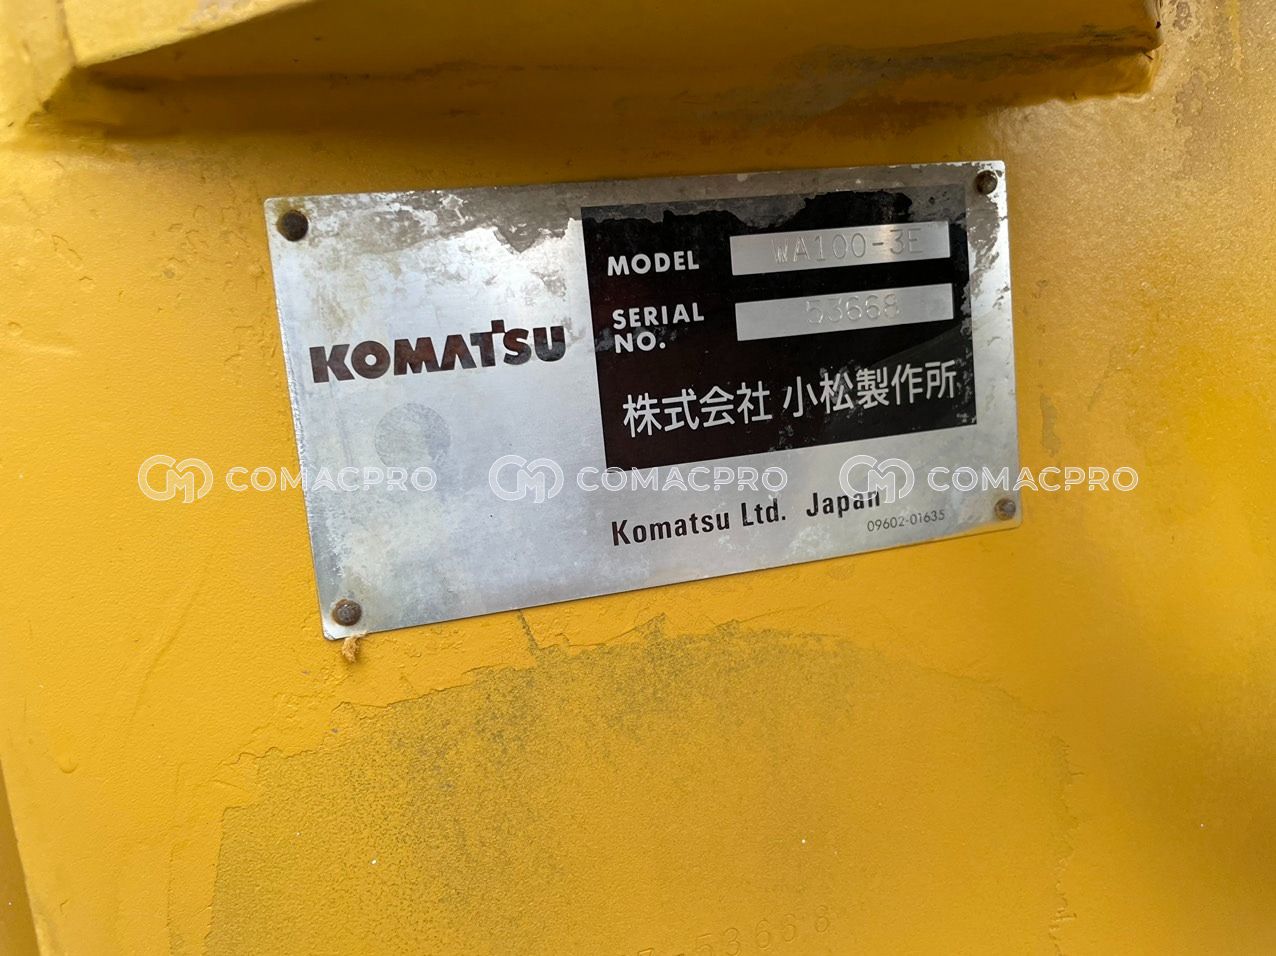 KOMATSU
MODEL WA100-3E
SERIAL NO. 53668
株式会社 小松製作所
COMACPRO COMACPRO COMACPRO
Komatsu Ltd. Japan
09602-01635
53668